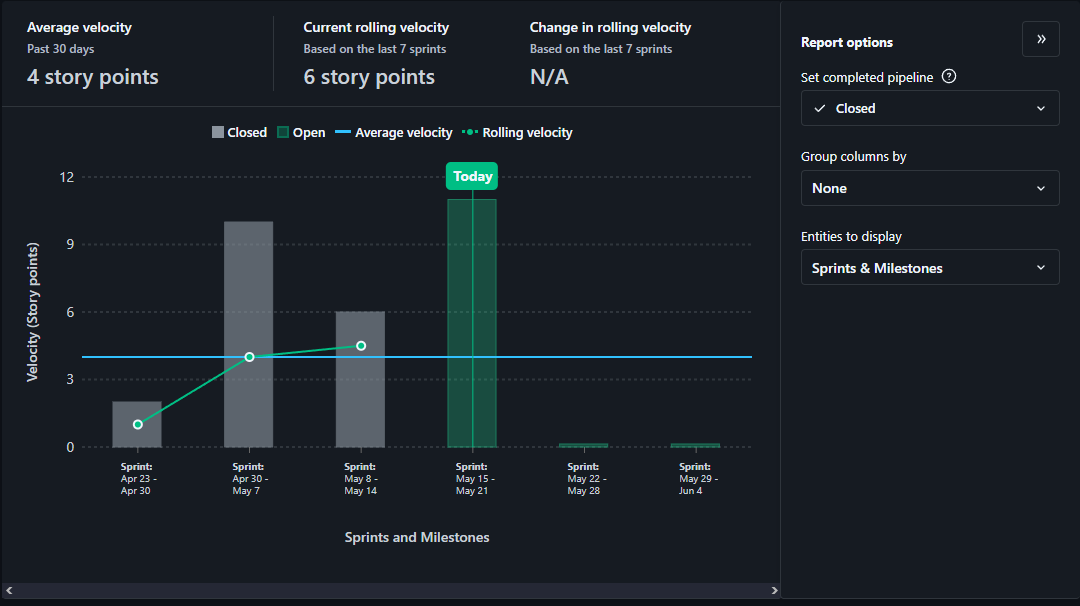 Average velocity
Past 30 days
4 story points
Current rolling velocity
Based on the last 7 sprints
6 story points
Change in rolling velocity
Based on the last 7 sprints
N/A
Closed Open Average velocity Rolling velocity
Today
12
9
6
3
0
Velocity (Story points)
Sprint:
Apr 23 -
Apr 30
Sprint:
Apr 30 -
May 7
Sprint:
May 8 -
May 14
Sprint:
May 15 -
May 21
Sprint:
May 22 -
May 28
Sprint:
May 29 -
Jun 4
Sprints and Milestones
Report options
Set completed pipeline ?
Closed
Group columns by
None
Entities to display
Sprints & Milestones